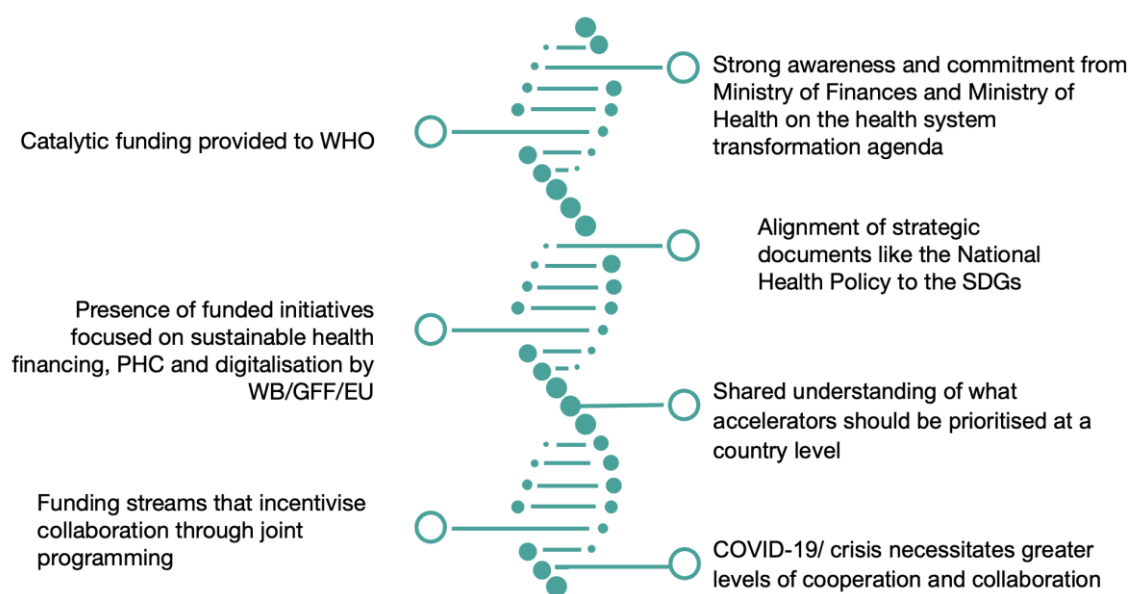 Strong awareness and commitment from
Ministry of Finances and Ministry of
Health on the health system
transformation agenda
Catalytic funding provided to WHO
Alignment of strategic
documents like the National
Health Policy to the SDGs
Presence of funded initiatives
focused on sustainable health
financing, PHC and digitalisation by
WB/GFF/EU
Shared understanding of what
accelerators should be prioritised at a
country level
Funding streams that incentivise
collaboration through joint
programming
COVID-19/ crisis necessitates greater
levels of cooperation and collaboration